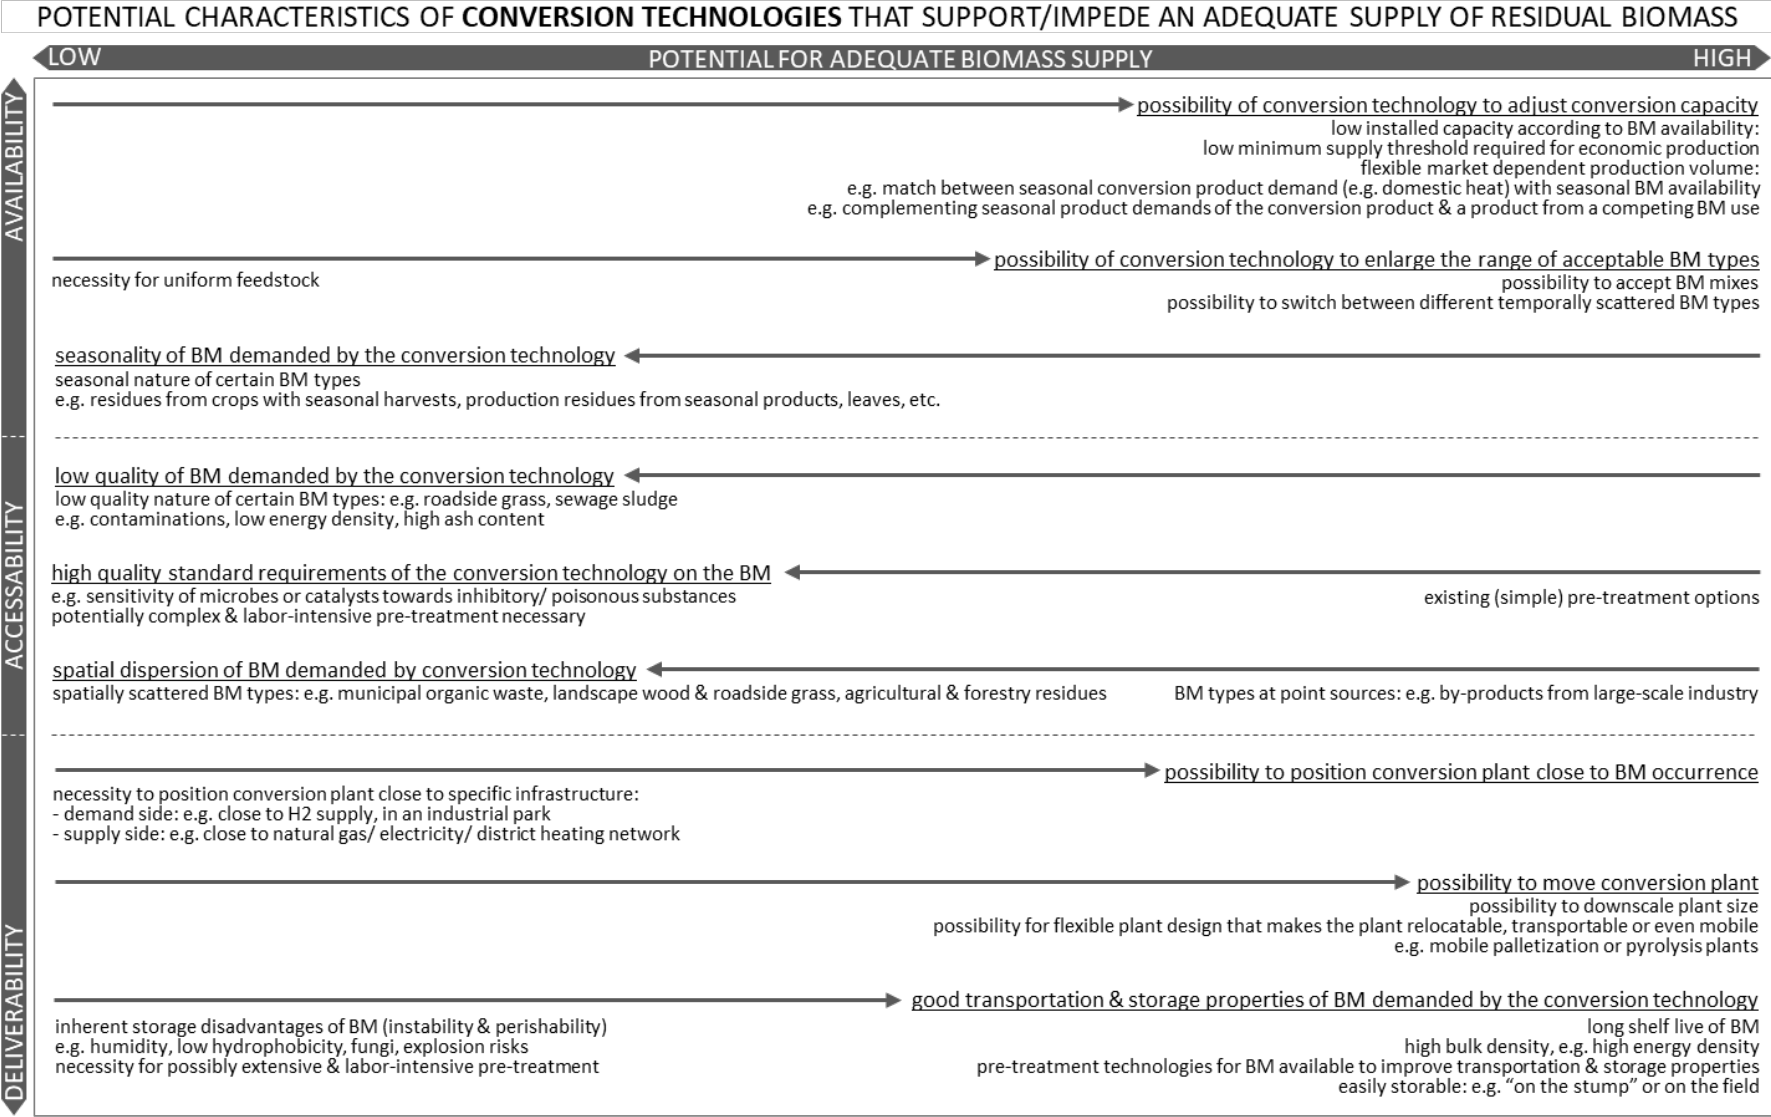 POTENTIAL CHARACTERISTICS OF CONVERSION TECHNOLOGIES THAT SUPPORT/IMPEDE AN ADEQUATE SUPPLY OF RESIDUAL BIOMASS
LOW
POTENTIAL FOR ADEQUATE BIOMASS SUPPLY
HIGH
AVAILABILITY
possibility of conversion technology to adjust conversion capacity
low installed capacity according to BM availability:
low minimum supply threshold required for economic production
flexible market dependent production volume:
e.g. match between seasonal conversion product demand (e.g. domestic heat) with seasonal BM availability
e.g. complementing seasonal product demands of the conversion product & a product from a competing BM use
possibility of conversion technology to enlarge the range of acceptable BM types
necessity for uniform feedstock
possibility to accept BM mixes
possibility to switch between different temporally scattered BM types
seasonality of BM demanded by the conversion technology
seasonal nature of certain BM types
e.g. residues from crops with seasonal harvests, production residues from seasonal products, leaves, etc.
ACCESSABILITY
low quality of BM demanded by the conversion technology
low quality nature of certain BM types: e.g. roadside grass, sewage sludge
e.g. contaminations, low energy density, high ash content
high quality standard requirements of the conversion technology on the BM
e.g. sensitivity of microbes or catalysts towards inhibitory/ poisonous substances
existing (simple) pre-treatment options
potentially complex & labor-intensive pre-treatment necessary
spatial dispersion of BM demanded by conversion technology
spatially scattered BM types: e.g. municipal organic waste, landscape wood & roadside grass, agricultural & forestry residues
BM types at point sources: e.g. by-products from large-scale industry
DELIVERABILITY
possibility to position conversion plant close to BM occurrence
necessity to position conversion plant close to specific infrastructure:
- demand side: e.g. close to H2 supply, in an industrial park
- supply side: e.g. close to natural gas/ electricity/ district heating network
possibility to move conversion plant
possibility to downscale plant size
possibility for flexible plant design that makes the plant relocatable, transportable or even mobile
e.g. mobile palletization or pyrolysis plants
good transportation & storage properties of BM demanded by the conversion technology
inherent storage disadvantages of BM (instability & perishability)
e.g. humidity, low hydrophobicity, fungi, explosion risks
necessity for possibly extensive & labor-intensive pre-treatment
long shelf live of BM
high bulk density, e.g. high energy density
pre-treatment technologies for BM available to improve transportation & storage properties
easily storable: e.g. “on the stump” or on the field